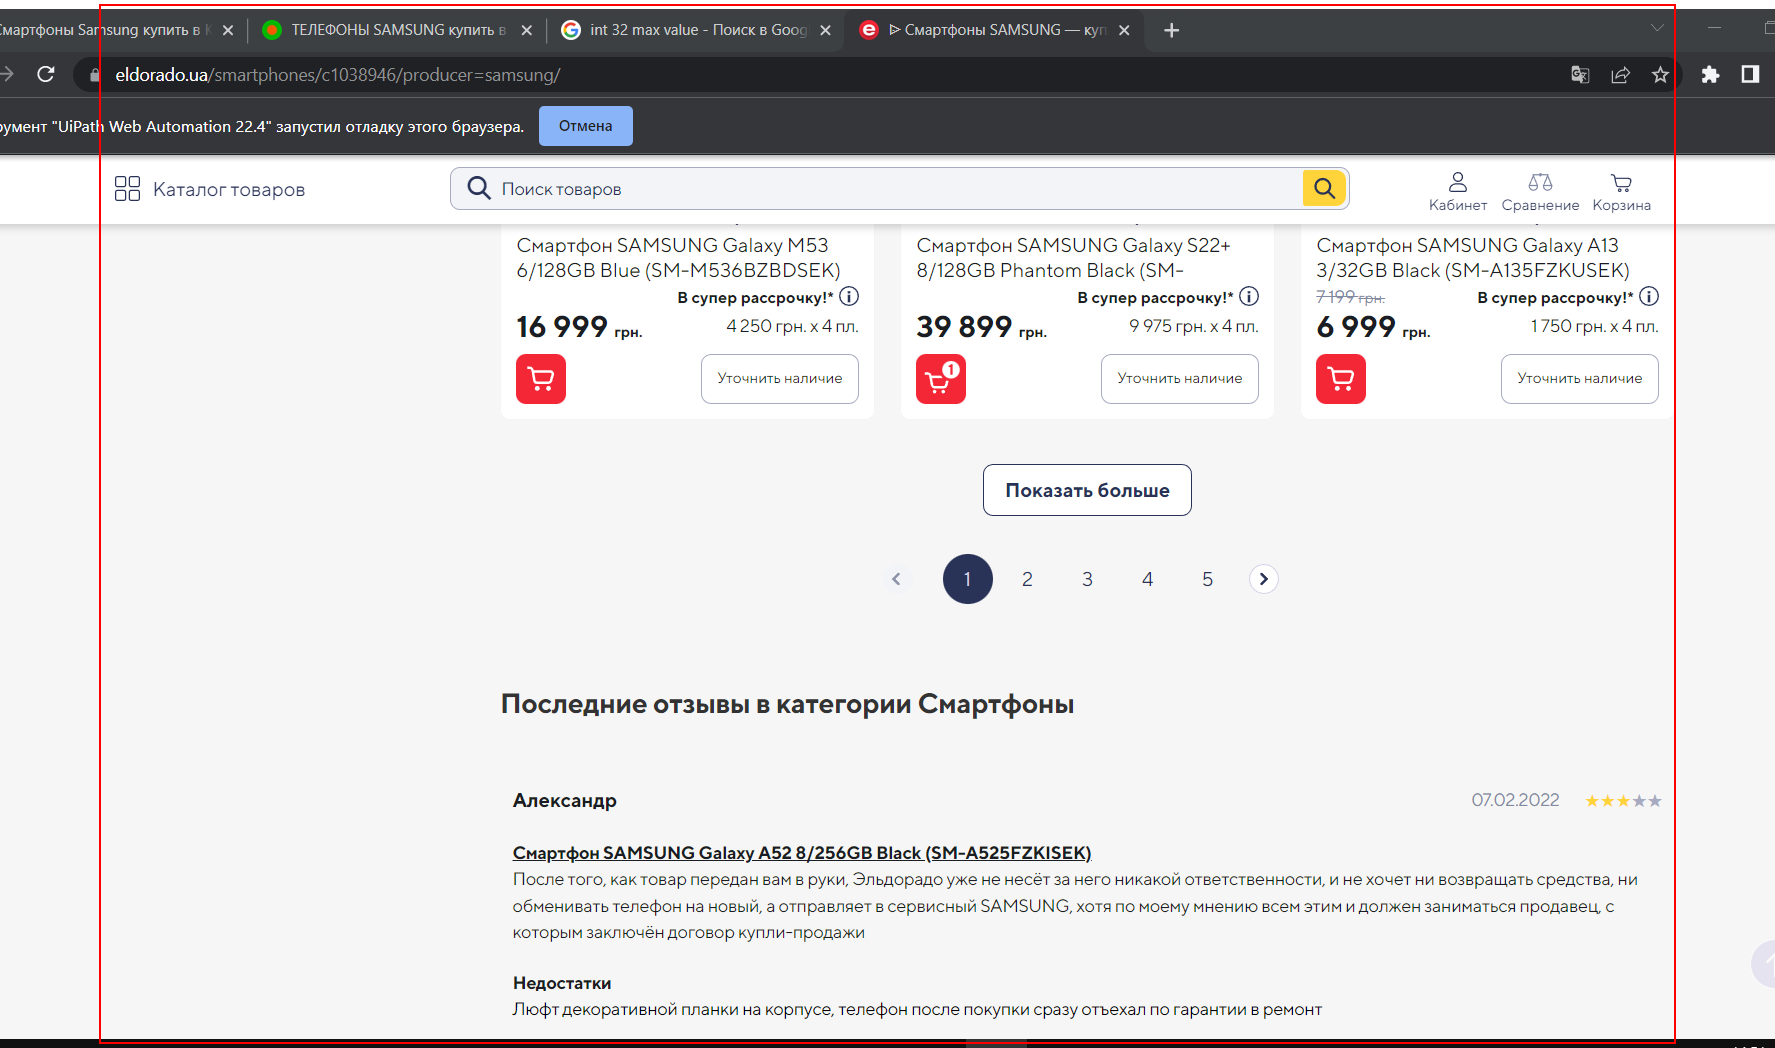 Смартфоны Samsung купить в К
ТЕЛЕФОНЫ SAMSUNG купить в
int 32 max value - Поиск в Goog
Смартфоны SAMSUNG — куп
eldorado.ua/smartphones/c1038946/producer=samsung/
"UiPath Web Automation 22.4" запустил отладку этого браузера.
Отмена
Каталог товаров
Поиск товаров
Кабинет
Сравнение
Корзина
Смартфон SAMSUNG Galaxy M53
6/128GB Blue (SM-M536BZBDSEK)
В супер рассрочку!*
16 999 грн.
4 250 грн. x 4 пл.
Уточнить наличие
Смартфон SAMSUNG Galaxy S22+
8/128GB Phantom Black (SM-
В супер рассрочку!*
39 899 грн.
9 975 грн. x 4 пл.
1
Уточнить наличие
Смартфон SAMSUNG Galaxy A13
3/32GB Black (SM-A135FZKUSEK)
7 199 грн.
В супер рассрочку!*
6 999 грн.
1 750 грн. x 4 пл.
Уточнить наличие
Показать больше
1 2 3 4 5
Последние отзывы в категории Смартфоны
Александр
07.02.2022
Смартфон SAMSUNG Galaxy A52 8/256GB Black (SM-A525FZKISEK)
После того, как товар передан вам в руки, Эльдорадо уже не несёт за него никакой ответственности, и не хочет ни возвращать средства, ни
обменивать телефон на новый, а отправляет в сервисный SAMSUNG, хотя по моему мнению всем этим и должен заниматься продавец, с
которым заключён договор купли-продажи
Недостатки
Люфт декоративной планки на корпусе, телефон после покупки сразу отъехал по гарантии в ремонт